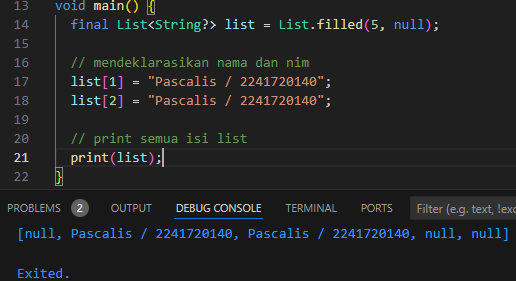 13 void main() {
14 final List<String?> list = List.filled(5, null);
15
16 // mendeklarasikan nama dan nim
17 list[1] = "Pascalis / 2241720140";
18 list[2] = "Pascalis / 2241720140";
19
20 // print semua isi list
21 print(list);
22 }
PROBLEMS 2 OUTPUT DEBUG CONSOLE TERMINAL PORTS Filter (e.g. text, !exc
[null, Pascalis / 2241720140, Pascalis / 2241720140, null, null]
Exited.